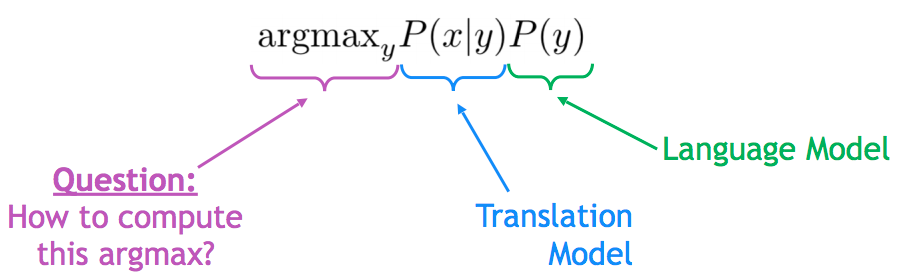 argmax_y P(x|y)P(y)
Language Model
Question:
How to compute
this argmax?
Translation
Model